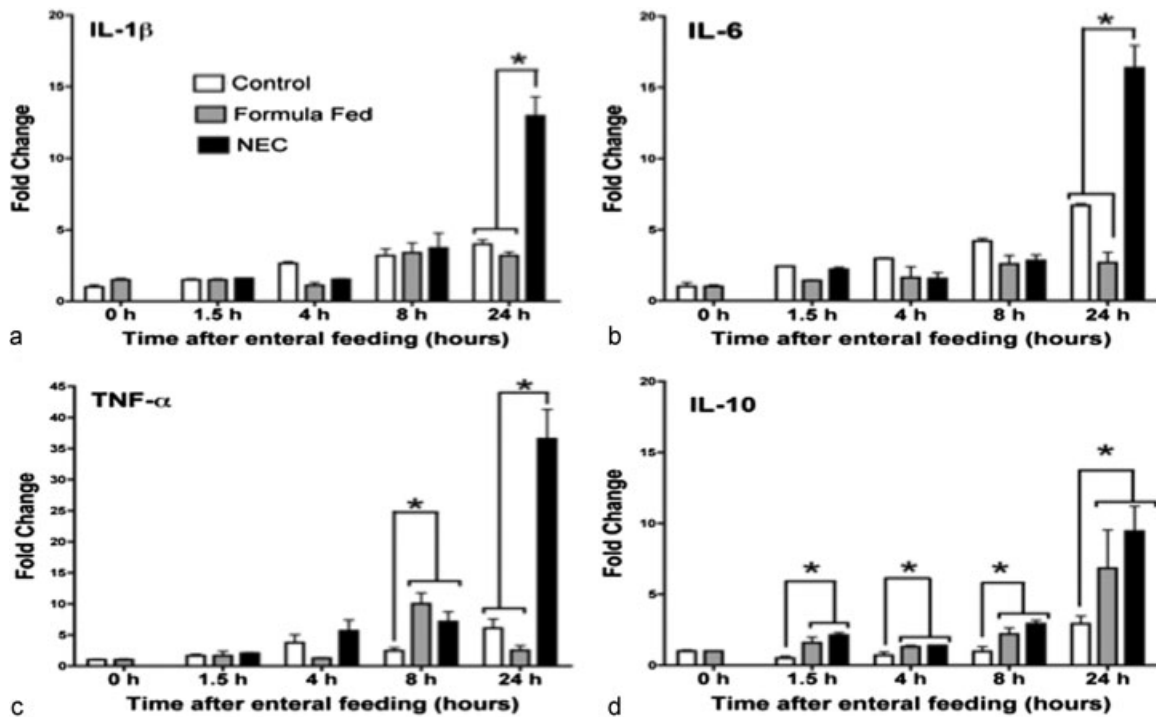 IL-1β
*
Control
Formula Fed
NEC
Fold Change
20
15
10
5
0
0 h 1.5 h 4 h 8 h 24 h
Time after enteral feeding (hours)
a
IL-6
*
Fold Change
20
15
10
5
0
0 h 1.5 h 4 h 8 h 24 h
Time after enteral feeding (hours)
b
TNF-α
*
*
Fold Change
45
40
35
30
25
20
15
10
5
0
0 h 1.5 h 4 h 8 h 24 h
Time after enteral feeding (hours)
c
IL-10
* * * *
Fold Change
20
15
10
5
0
0 h 1.5 h 4 h 8 h 24 h
Time after enteral feeding (hours)
d